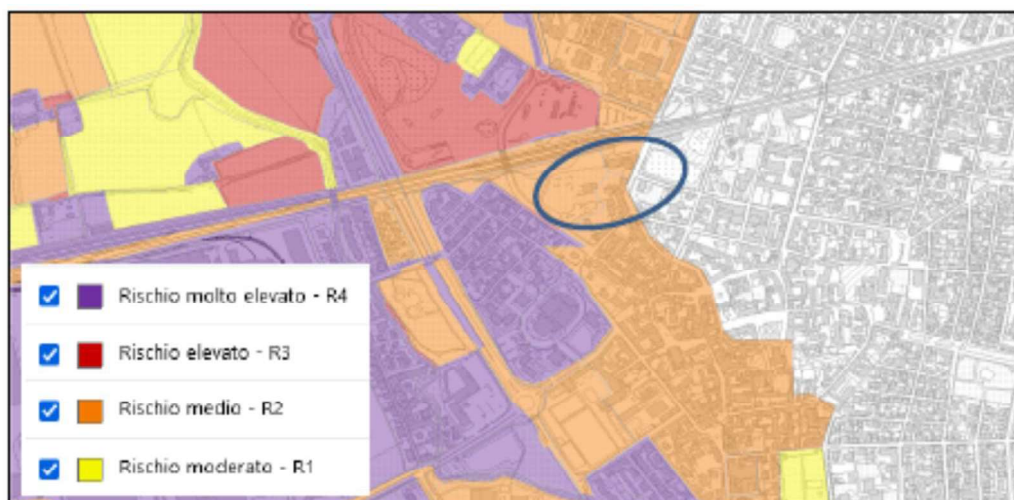 Rischio molto elevato - R4
Rischio elevato - R3
Rischio medio - R2
Rischio moderato - R1